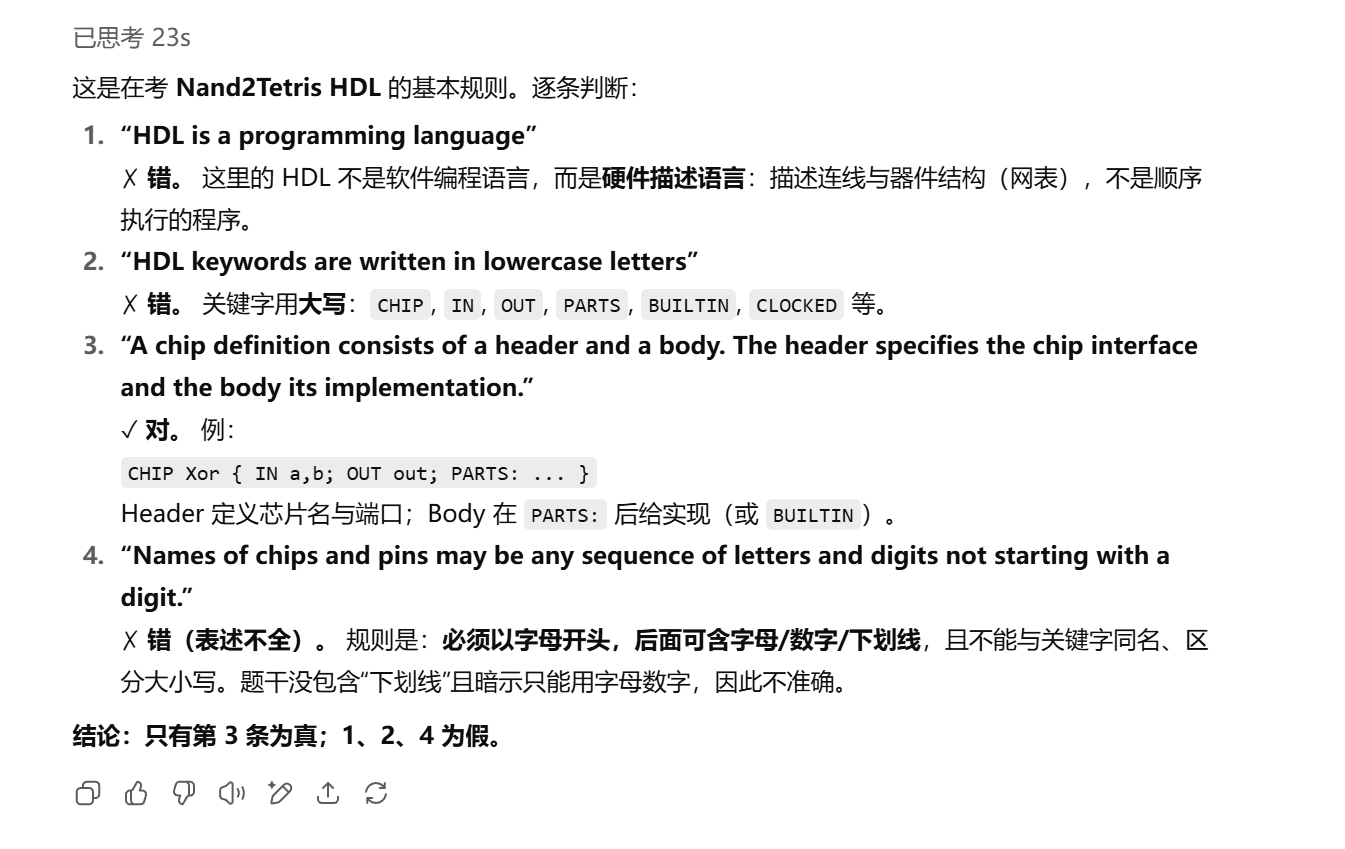 已思考 23s
这是在考 Nand2Tetris HDL 的基本规则。逐条判断：
1. “HDL is a programming language”
✗ 错。 这里的 HDL 不是软件编程语言，而是硬件描述语言：描述连线与器件结构（网表），不是顺序
执行的程序。
2. “HDL keywords are written in lowercase letters”
✗ 错。 关键字用大写： CHIP, IN, OUT, PARTS, BUILTIN, CLOCKED 等。
3. “A chip definition consists of a header and a body. The header specifies the chip interface
and the body its implementation.”
✓ 对。 例：
CHIP Xor { IN a,b; OUT out; PARTS: ... }
Header 定义芯片名与端口；Body 在 PARTS: 后给实现（或 BUILTIN）。
4. “Names of chips and pins may be any sequence of letters and digits not starting with a
digit.”
✗ 错（表述不全）。 规则是：必须以字母开头，后面可含字母/数字/下划线，且不能与关键字同名、区
分大小写。题干没包含“下划线”且暗示只能用字母数字，因此不准确。
结论：只有第 3 条为真；1、2、4 为假。